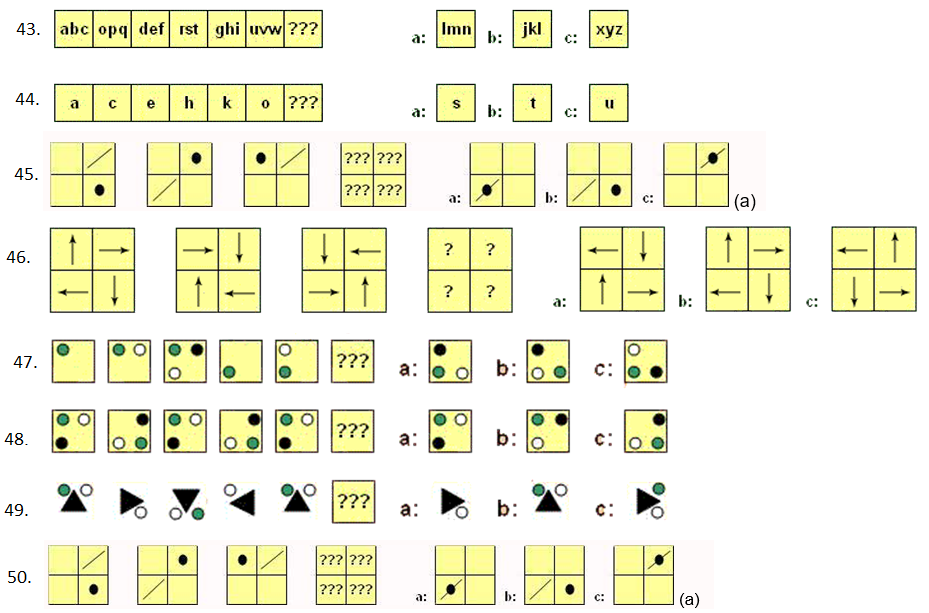 43. abc opq def rst ghi uvw ??? a: lmn b: jkl c: xyz
44. a c e h k o ??? a: s b: t c: u
45. ??? ??? ??? ??? a: b: c: (a)
46. ? ? ? ? a: b: c:
47. ??? a: b: c:
48. ??? a: b: c:
49. ??? a: b: c:
50. ??? ??? ??? ??? a: b: c: (a)